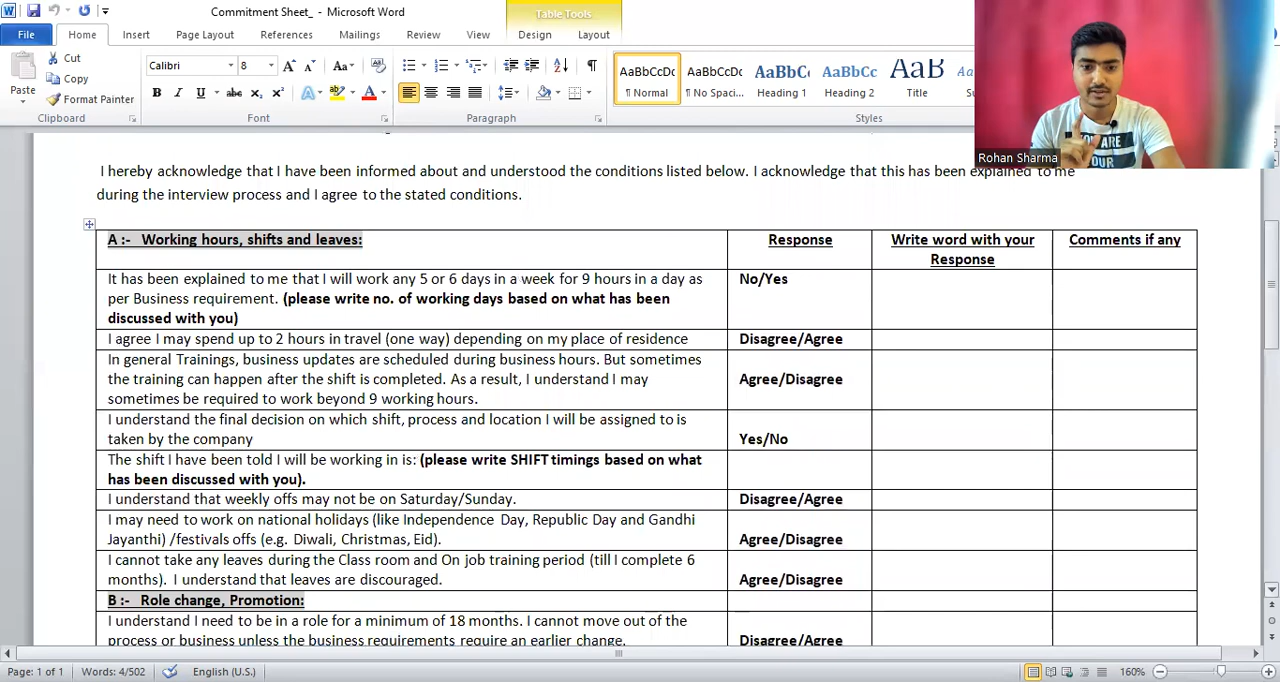 Commitment Sheet_ - Microsoft Word
Table Tools
File Home Insert Page Layout References Mailings Review View Design Layout
Paste
Cut
Copy
Format Painter
Clipboard
Calibri 8
Font
Paragraph
AaBbCcDc AaBbCcDc AaBbC AaBbCc AaB
¶ Normal ¶ No Spaci... Heading 1 Heading 2 Title
Styles
YOU ARE
OUR
Rohan Sharma
I hereby acknowledge that I have been informed about and understood the conditions listed below. I acknowledge that this has been explained to me
during the interview process and I agree to the stated conditions.
A :- Working hours, shifts and leaves:
Response
Write word with your
Response
Comments if any
It has been explained to me that I will work any 5 or 6 days in a week for 9 hours in a day as
per Business requirement. (please write no. of working days based on what has been
discussed with you)
No/Yes
I agree I may spend up to 2 hours in travel (one way) depending on my place of residence
Disagree/Agree
In general Trainings, business updates are scheduled during business hours. But sometimes
the training can happen after the shift is completed. As a result, I understand I may
sometimes be required to work beyond 9 working hours.
Agree/Disagree
I understand the final decision on which shift, process and location I will be assigned to is
taken by the company
Yes/No
The shift I have been told I will be working in is: (please write SHIFT timings based on what
has been discussed with you).
I understand that weekly offs may not be on Saturday/Sunday.
Disagree/Agree
I may need to work on national holidays (like Independence Day, Republic Day and Gandhi
Jayanthi) /festivals offs (e.g. Diwali, Christmas, Eid).
Agree/Disagree
I cannot take any leaves during the Class room and On job training period (till I complete 6
months). I understand that leaves are discouraged.
Agree/Disagree
B :- Role change, Promotion:
I understand I need to be in a role for a minimum of 18 months. I cannot move out of the
process or business unless the business requirements require an earlier change.
Disagree/Agree
Page: 1 of 1 Words: 4/502 English (U.S.) 160%